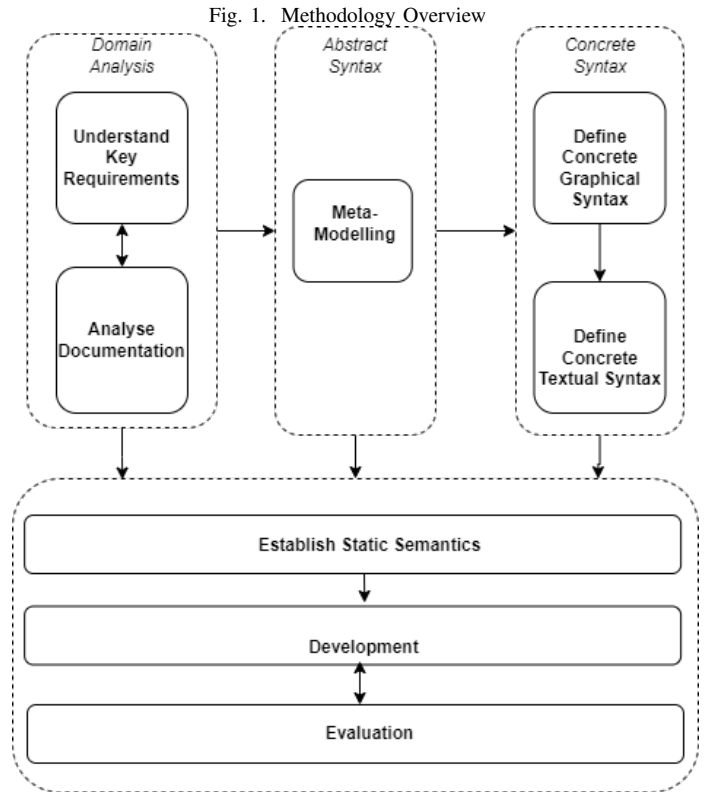 Fig. 1. Methodology Overview
Domain
Analysis
Understand
Key
Requirements
Analyse
Documentation
Abstract
Syntax
Meta-
Modelling
Concrete
Syntax
Define
Concrete
Graphical
Syntax
Define
Concrete
Textual Syntax
Establish Static Semantics
Development
Evaluation